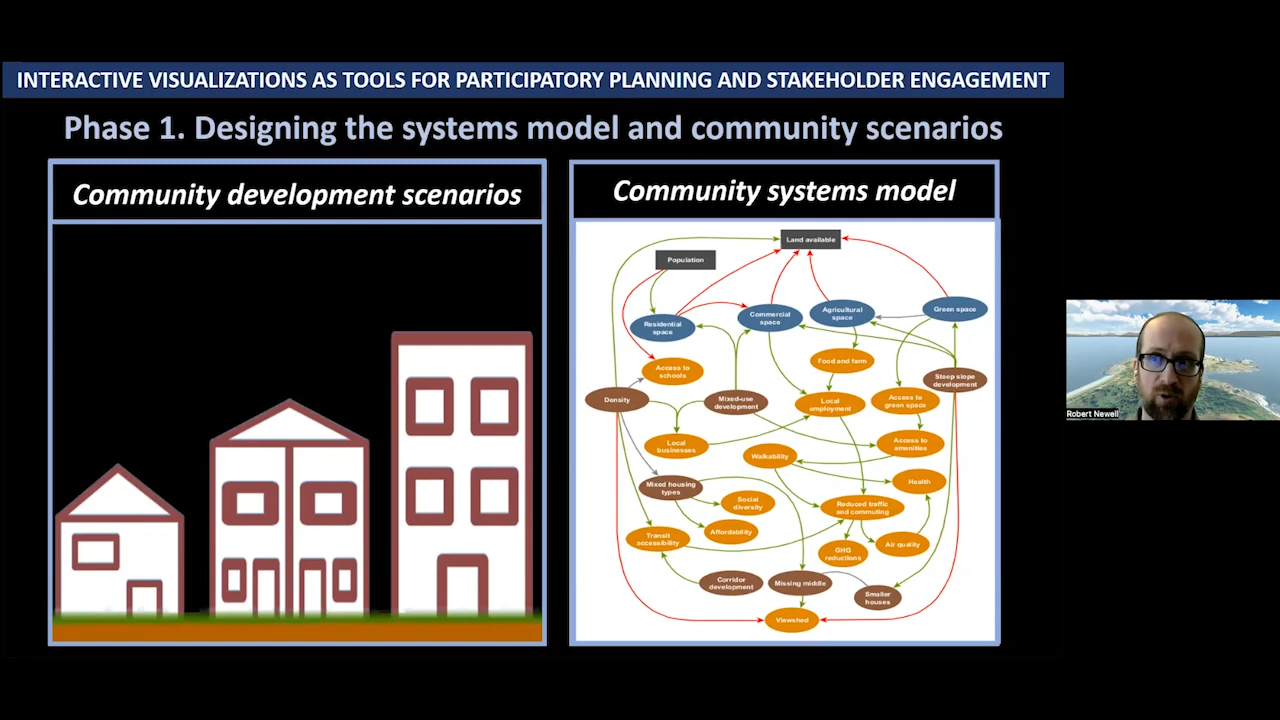 INTERACTIVE VISUALIZATIONS AS TOOLS FOR PARTICIPATORY PLANNING AND STAKEHOLDER ENGAGEMENT
Phase 1. Designing the systems model and community scenarios
Community development scenarios
Community systems model
Land available
Population
Residential
space
Commercial
space
Agricultural
space
Green space
Access to
schools
Food and farm
Steep slope
development
Density
Mixed-use
development
Local
employment
Access to
green space
Local
businesses
Access to
amenities
Walkability
Mixed housing
types
Health
Social
diversity
Reduced traffic
and commuting
Transit
accessibility
Affordability
GHG
reductions
Air quality
Corridor
development
Missing middle
Smaller
houses
Viewshed
Robert Newell